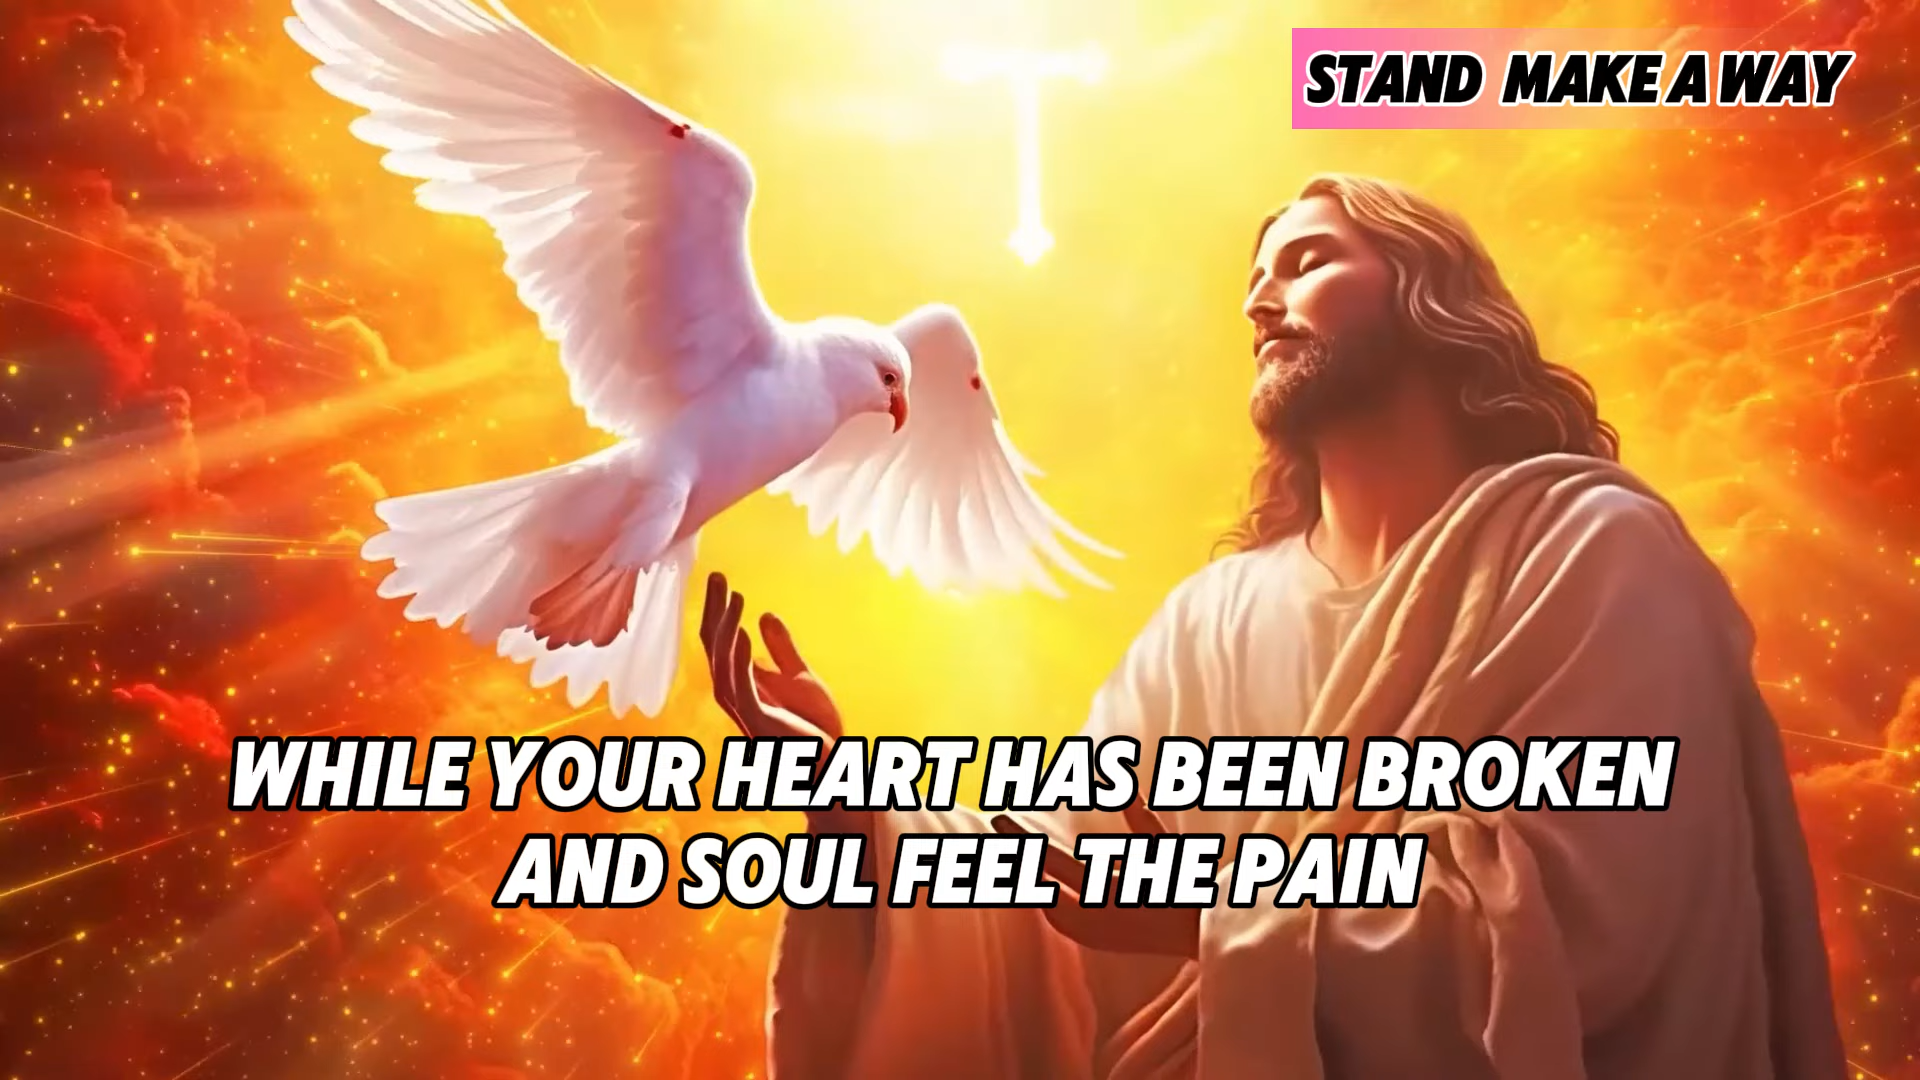 STAND MAKE A WAY
WHILE YOUR HEART HAS BEEN BROKEN
AND SOUL FEEL THE PAIN